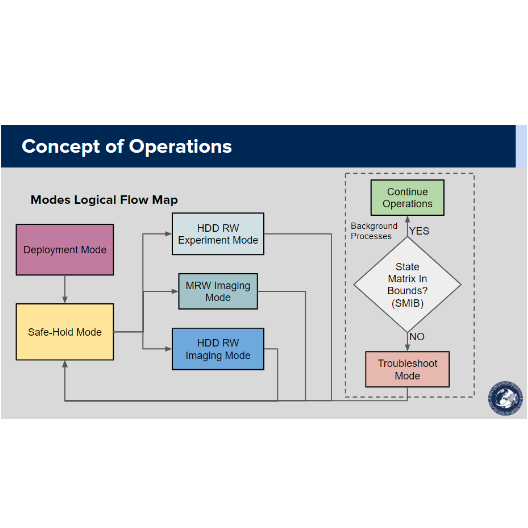 Concept of Operations
Modes Logical Flow Map
Deployment Mode
Safe-Hold Mode
HDD RW
Experiment Mode
MRW Imaging
Mode
HDD RW
Imaging Mode
Continue
Operations
Background
Processes
YES
State
Matrix In
Bounds?
(SMIB)
NO
Troubleshoot
Mode